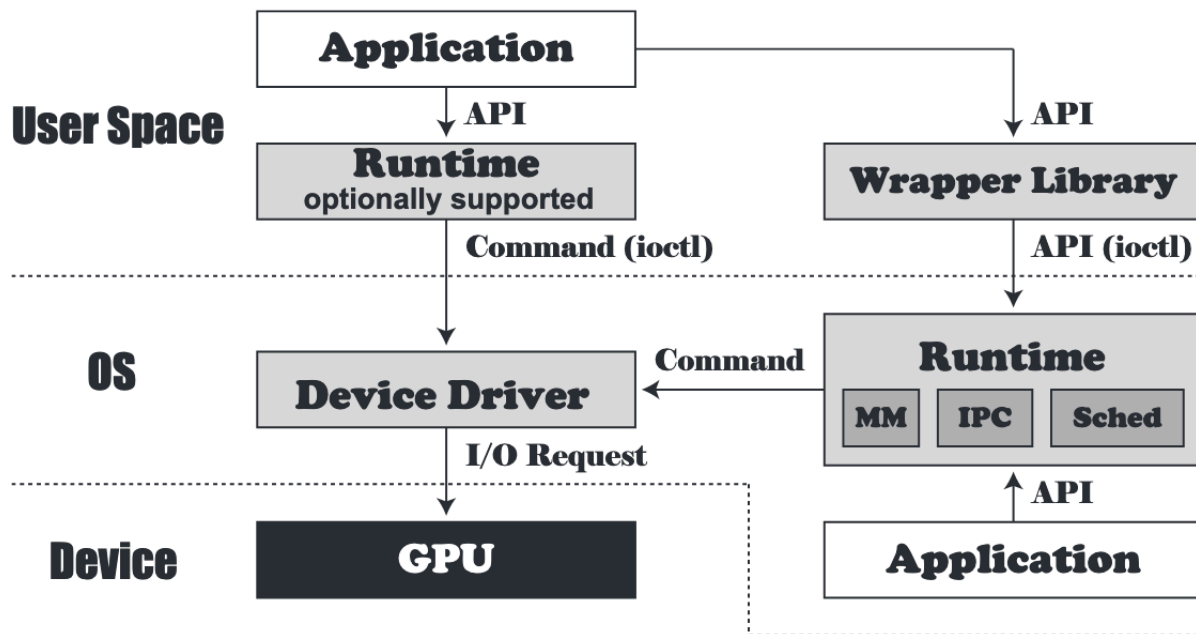 Application
API
API
User Space
Runtime
optionally supported
Wrapper Library
Command (ioctl)
API (ioctl)
OS
Runtime
Command
MM
IPC
Sched
Device Driver
I/O Request
API
Device
GPU
Application